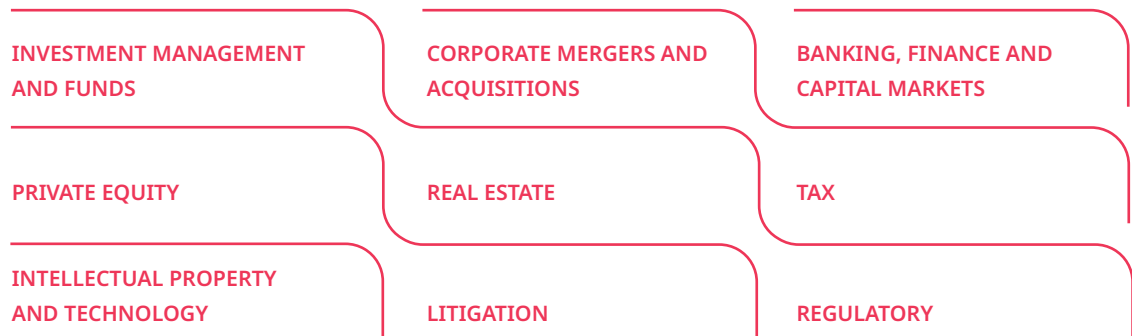 INVESTMENT MANAGEMENT
AND FUNDS
CORPORATE MERGERS AND
ACQUISITIONS
BANKING, FINANCE AND
CAPITAL MARKETS
PRIVATE EQUITY
REAL ESTATE
TAX
INTELLECTUAL PROPERTY
AND TECHNOLOGY
LITIGATION
REGULATORY